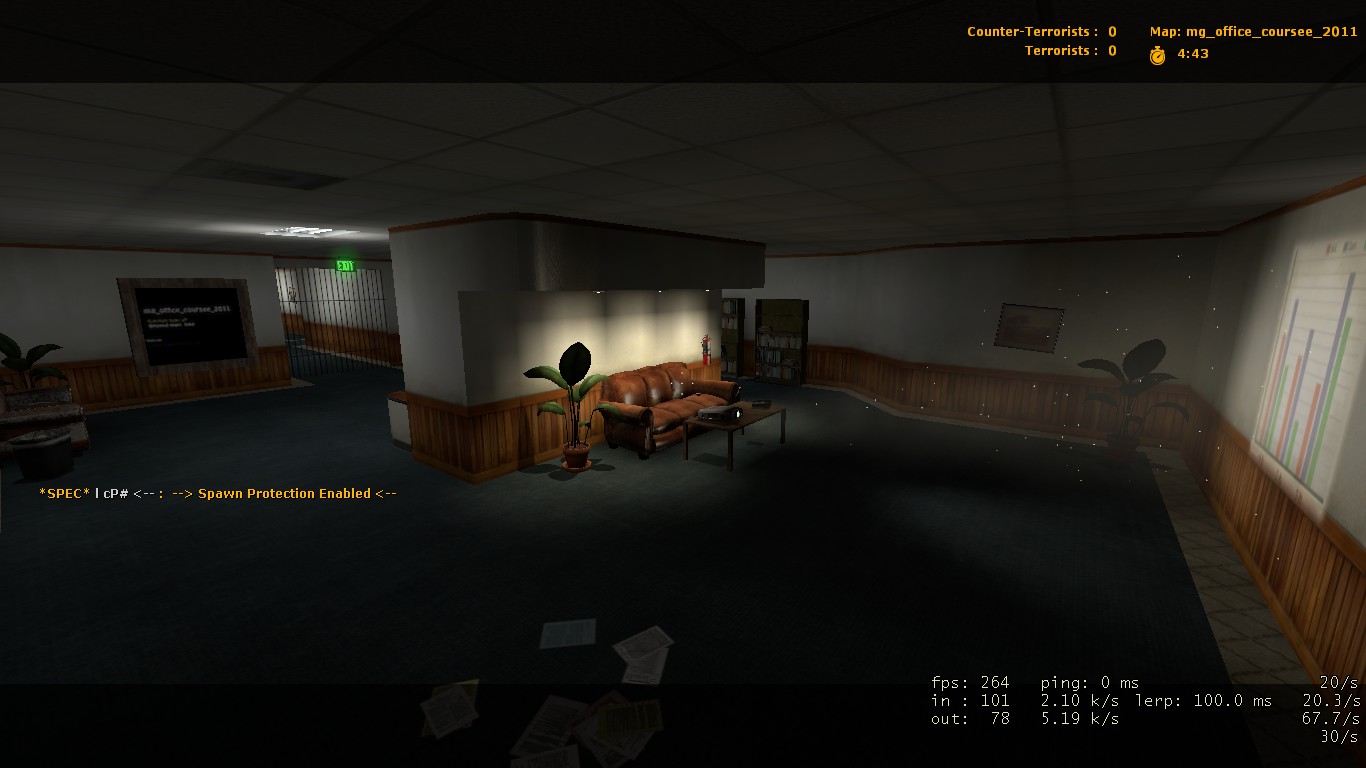 Counter-Terrorists : 0 Map: mg_office_coursee_2011
Terrorists : 0 4:43
EXIT
mg_office_coursee_2011
*SPEC* l cP# <-- : --> Spawn Protection Enabled <--
fps: 264 ping: 0 ms 20/s
in : 101 2.10 k/s lerp: 100.0 ms 20.3/s
out: 78 5.19 k/s 67.7/s
30/s